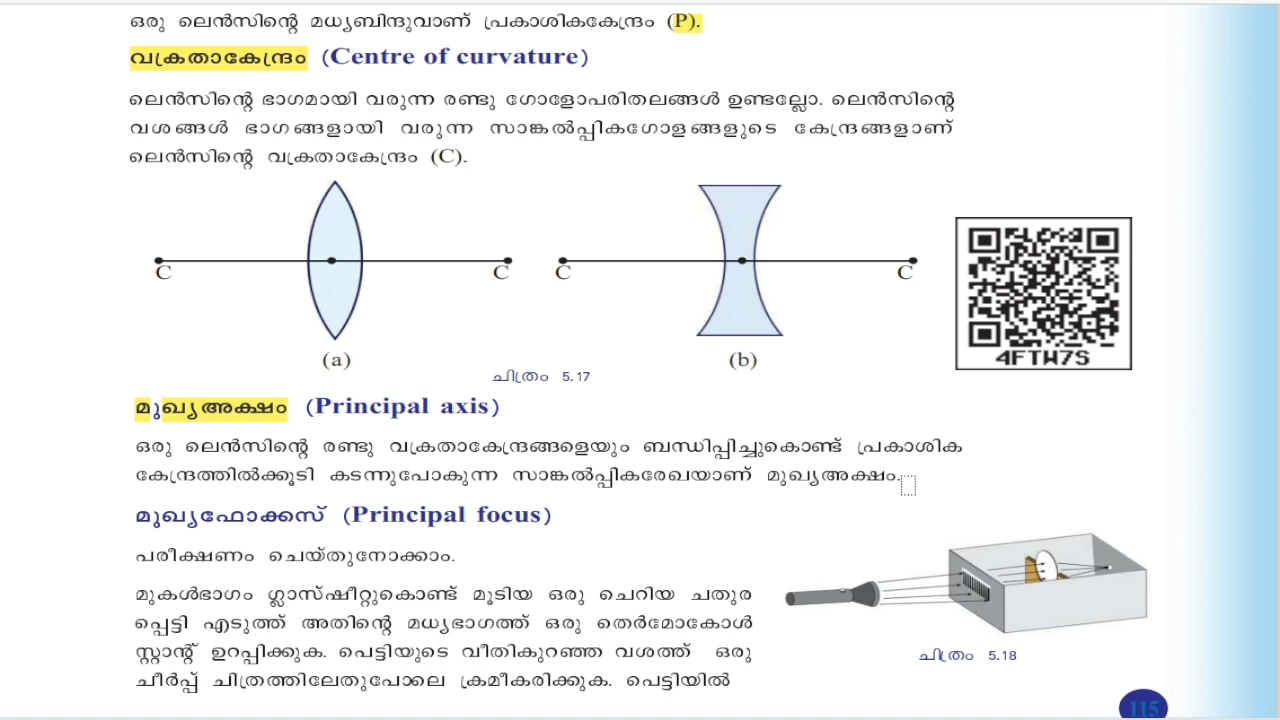 ഒരു ലെൻസിന്റെ മധ്യബിന്ദുവാണ് പ്രകാശികകേന്ദ്രം (P).
വക്രതാകേന്ദ്രം (Centre of curvature)
ലെൻസിന്റെ ഭാഗമായി വരുന്ന രണ്ടു ഗോളോപരിതലങ്ങൾ ഉണ്ടല്ലോ. ലെൻസിന്റെ
വശങ്ങൾ ഭാഗങ്ങളായി വരുന്ന സാങ്കൽപ്പികഗോളങ്ങളുടെ കേന്ദ്രങ്ങളാണ്
ലെൻസിന്റെ വക്രതാകേന്ദ്രം (C).
C C C C
4FTW7S
(a) (b)
ചിത്രം 5.17
മുഖ്യഅക്ഷം (Principal axis)
ഒരു ലെൻസിന്റെ രണ്ടു വക്രതാകേന്ദ്രങ്ങളെയും ബന്ധിപ്പിച്ചുകൊണ്ട് പ്രകാശിക
കേന്ദ്രത്തിൽക്കൂടി കടന്നുപോകുന്ന സാങ്കൽപ്പികരേഖയാണ് മുഖ്യഅക്ഷം.
മുഖ്യഫോക്കസ് (Principal focus)
പരീക്ഷണം ചെയ്തുനോക്കാം.
മുകൾഭാഗം ഗ്ലാസ്ഷീറ്റുകൊണ്ട് മൂടിയ ഒരു ചെറിയ ചതുര
പ്പെട്ടി എടുത്ത് അതിന്റെ മധ്യഭാഗത്ത് ഒരു തെർമോകോൾ
സ്റ്റാന്റ് ഉറപ്പിക്കുക. പെട്ടിയുടെ വീതികുറഞ്ഞ വശത്ത് ഒരു
ചീർപ്പ് ചിത്രത്തിലേതുപോലെ ക്രമീകരിക്കുക. പെട്ടിയിൽ
ചിത്രം 5.18
115